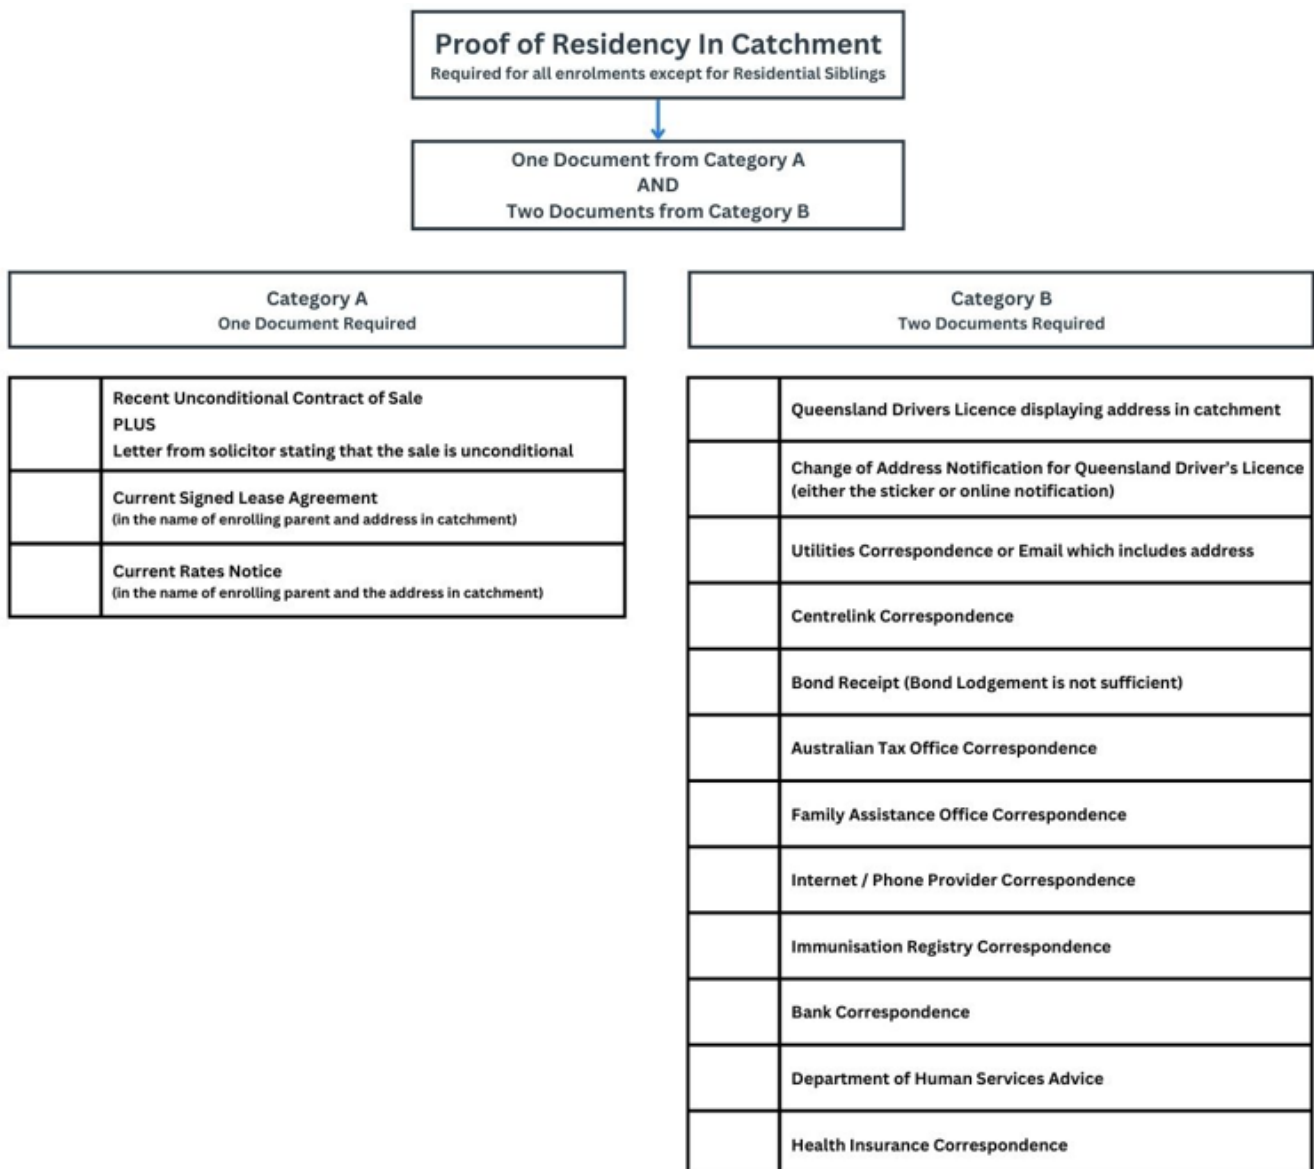 Proof of Residency In Catchment
Required for all enrolments except for Residential Siblings
One Document from Category A
AND
Two Documents from Category B
Category A
One Document Required
Recent Unconditional Contract of Sale
PLUS
Letter from solicitor stating that the sale is unconditional
Current Signed Lease Agreement
(in the name of enrolling parent and address in catchment)
Current Rates Notice
(in the name of enrolling parent and the address in catchment)
Category B
Two Documents Required
Queensland Drivers Licence displaying address in catchment
Change of Address Notification for Queensland Driver's Licence
(either the sticker or online notification)
Utilities Correspondence or Email which includes address
Centrelink Correspondence
Bond Receipt (Bond Lodgement is not sufficient)
Australian Tax Office Correspondence
Family Assistance Office Correspondence
Internet / Phone Provider Correspondence
Immunisation Registry Correspondence
Bank Correspondence
Department of Human Services Advice
Health Insurance Correspondence